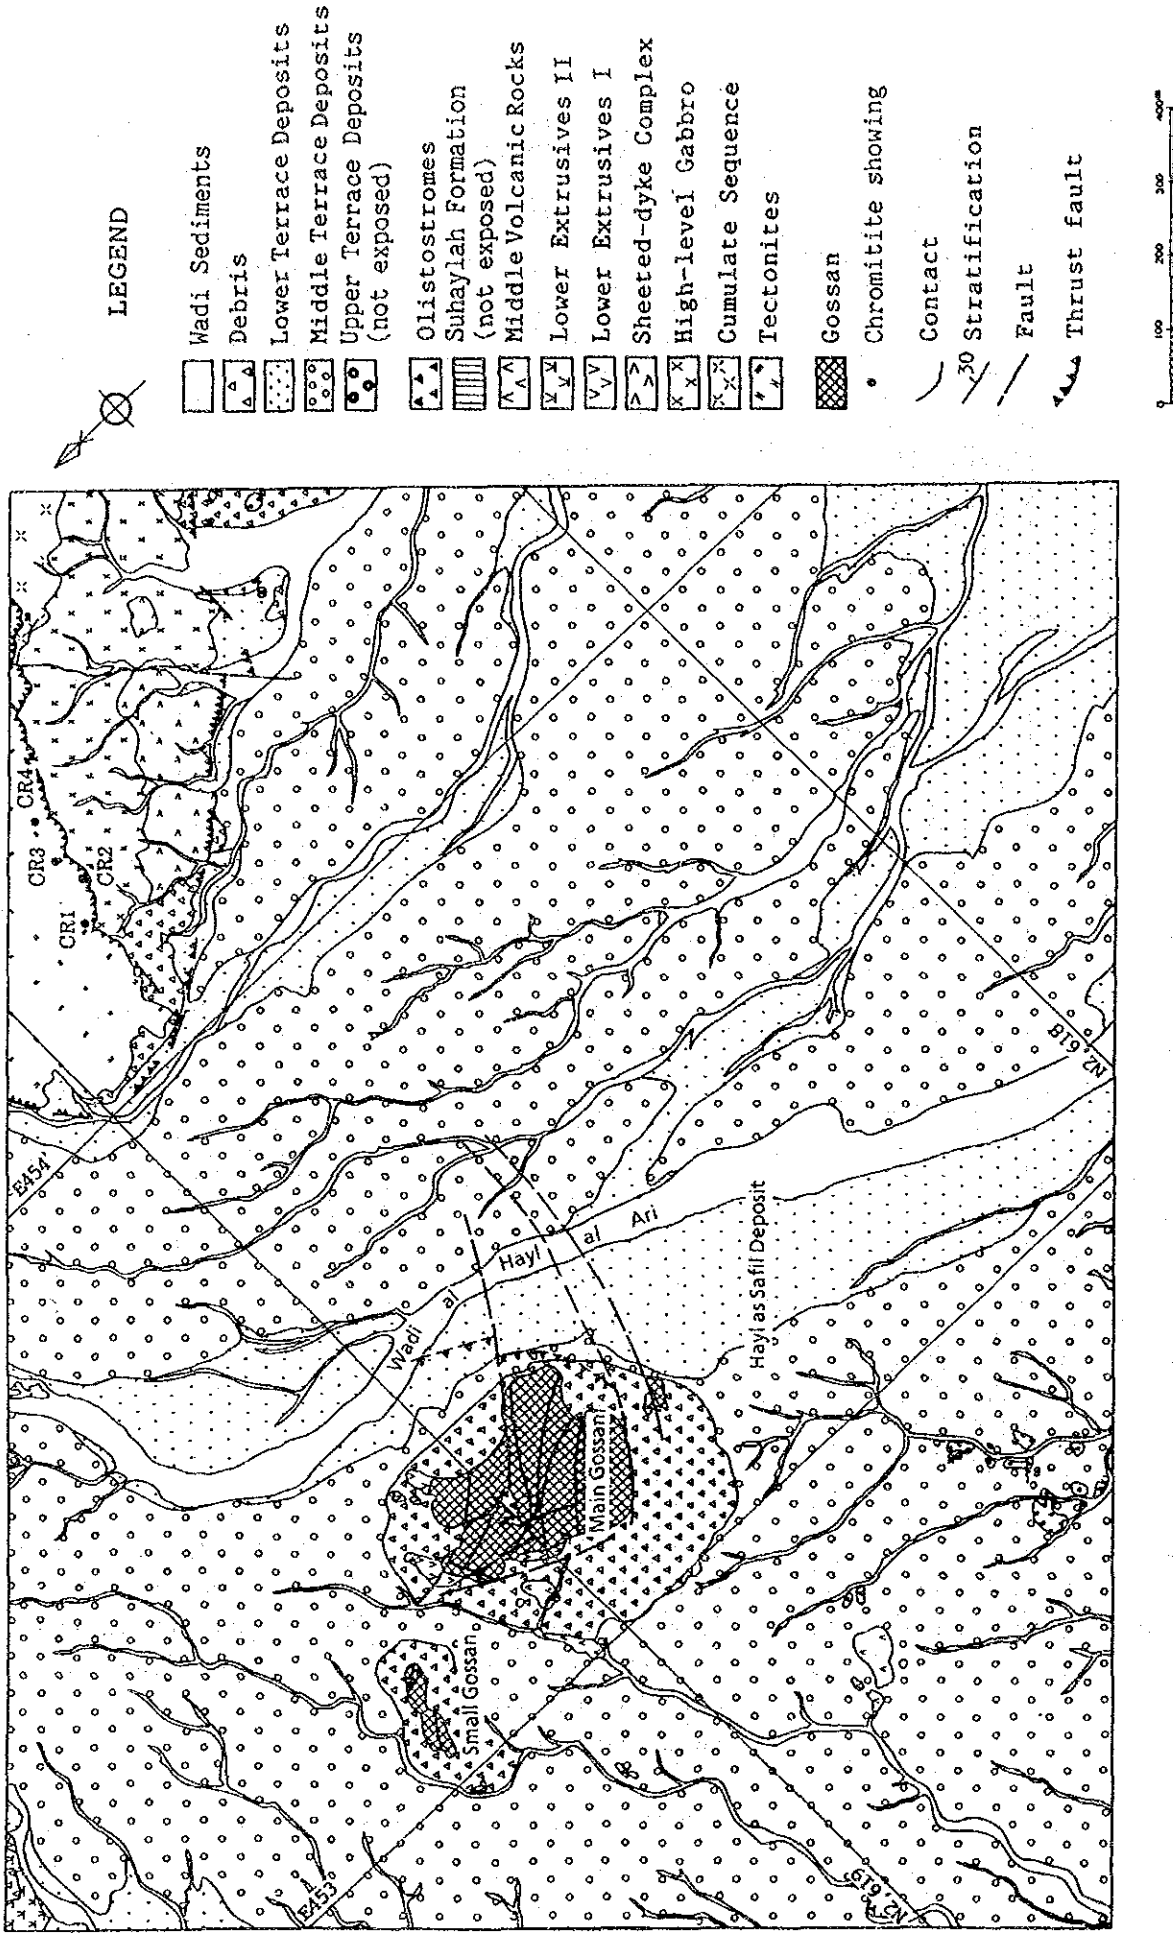 LEGEND
Wadi Sediments
Debris
Lower Terrace Deposits
Middle Terrace Deposits
Upper Terrace Deposits
(not exposed)
Olistostromes
Suhaylah Formation
(not exposed)
Middle Volcanic Rocks
Lower Extrusives II
Lower Extrusives I
Sheeted-dyke Complex
High-level Gabbro
Cumulate Sequence
Tectonites
Gossan
Chromitite showing
Contact
30
Stratification
Fault
Thrust fault
0 100 200 300 400m
CR1
CR2
CR3
CR4
E454'
E453°
N2,618
N2,619
Wadi al Hayl al Ari
Hayl as Safil Deposit
Main Gossan
Small Gossan